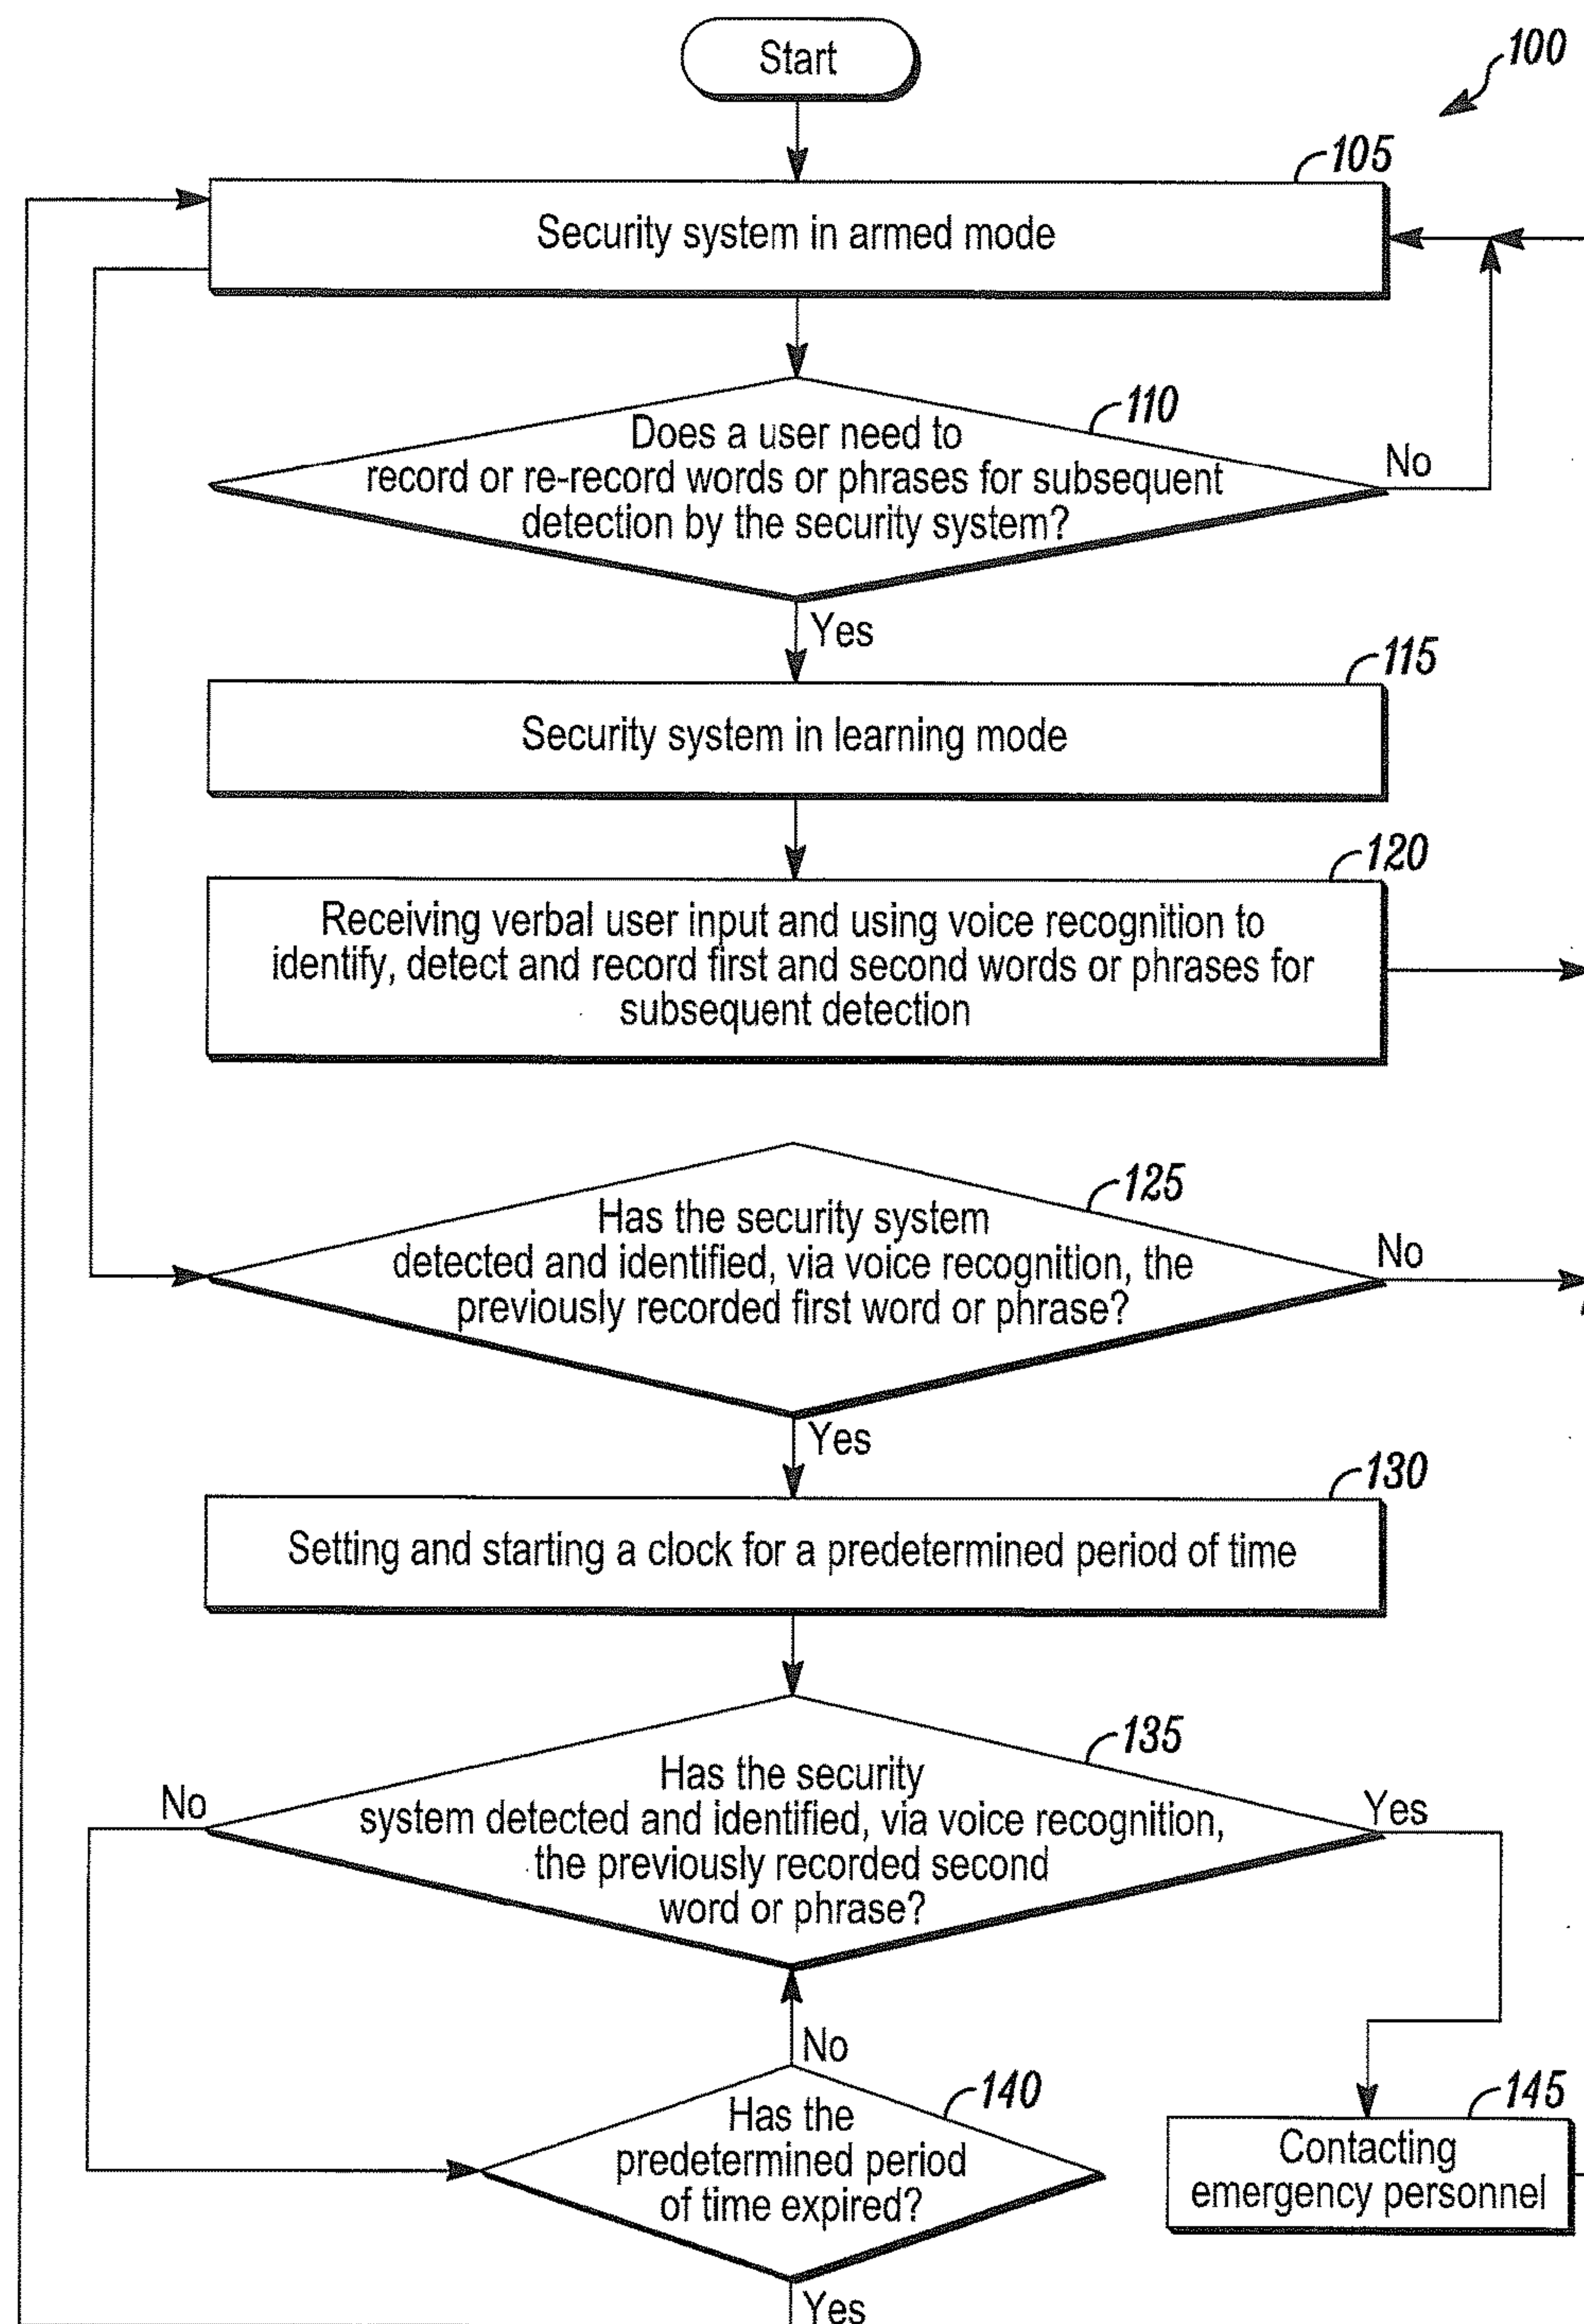 Start
100
105
Security system in armed mode
110
Does a user need to
record or re-record words or phrases for subsequent
detection by the security system?
No
Yes
115
Security system in learning mode
120
Receiving verbal user input and using voice recognition to
identify, detect and record first and second words or phrases for
subsequent detection
125
Has the security system
detected and identified, via voice recognition, the
previously recorded first word or phrase?
No
Yes
130
Setting and starting a clock for a predetermined period of time
135
Has the security
system detected and identified, via voice recognition,
the previously recorded second
word or phrase?
No
Yes
No
140
Has the
predetermined period
of time expired?
145
Contacting
emergency personnel
Yes